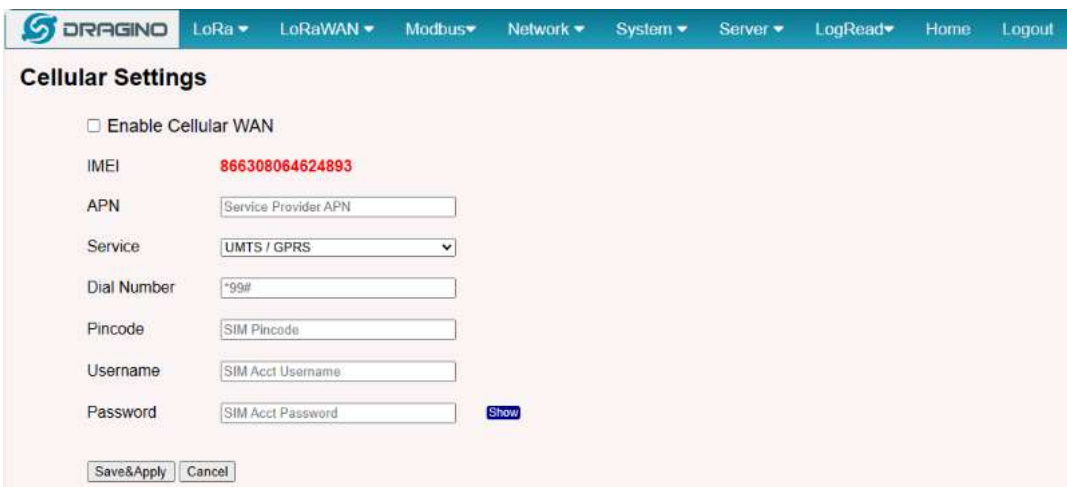 DRAGINO LoRa LoRaWAN Modbus Network System Server LogRead Home Logout
Cellular Settings
Enable Cellular WAN
IMEI 866308064624893
APN Service Provider APN
Service UMTS / GPRS
Dial Number *99#
Pincode SIM Pincode
Username SIM Acct Username
Password SIM Acct Password Show
Save&Apply Cancel